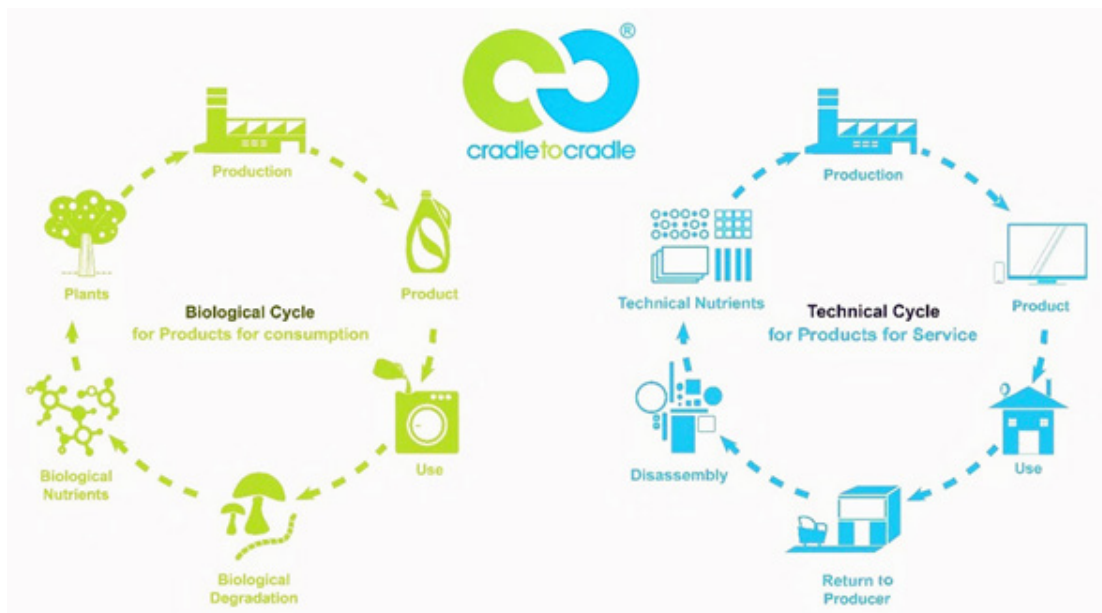 ®
cradletocradle
Production
Product
Use
Biological
Degradation
Biological
Nutrients
Plants
Biological Cycle
for Products for consumption
Production
Product
Use
Return to
Producer
Disassembly
Technical Nutrients
Technical Cycle
for Products for Service